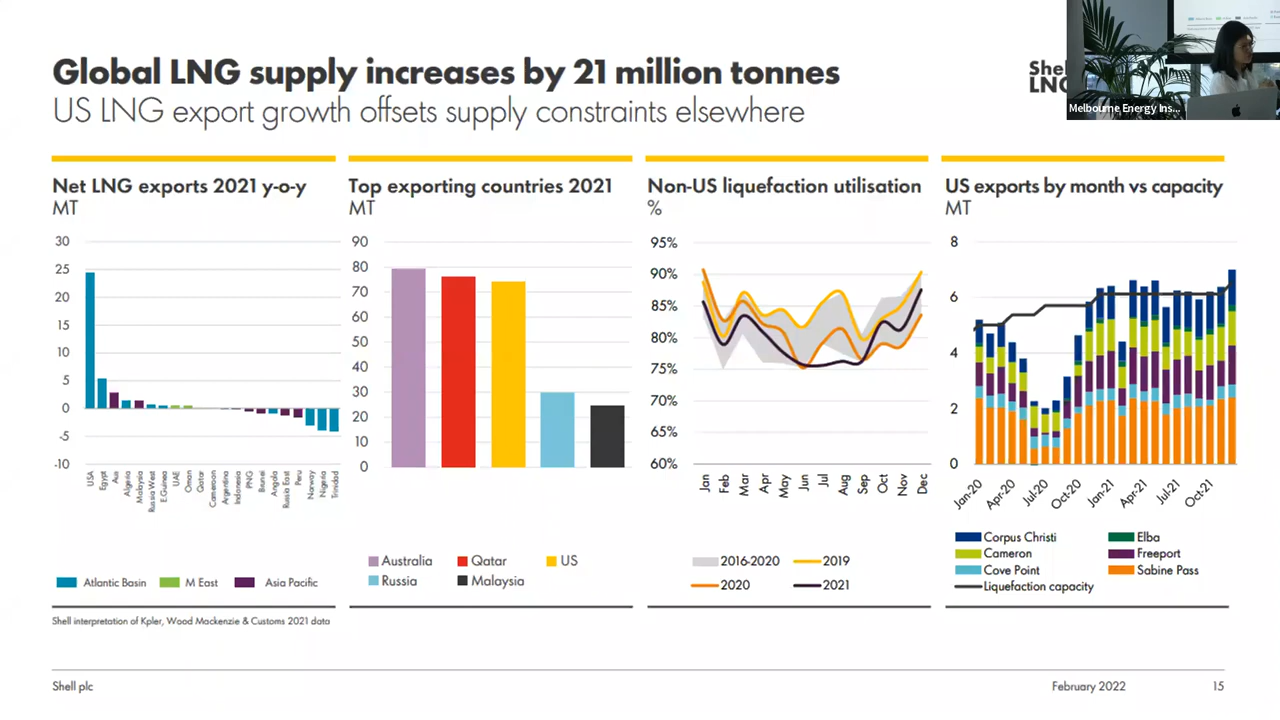 Global LNG supply increases by 21 million tonnes
US LNG export growth offsets supply constraints elsewhere
Shel
LNG
Melbourne Energy Ins...
Net LNG exports 2021 y-o-y
MT
30
25
20
15
10
5
0
-5
-10
USA
Egypt
Aus
Algeria
Malaysia
Russia West
E.Guinea
UAE
Oman
Qatar
Cameroon
Argentina
Indonesia
PNG
Brunei
Angola
Russia East
Peru
Norway
Nigeria
Trinidad
Atlantic Basin
M East
Asia Pacific
Top exporting countries 2021
MT
90
80
70
60
50
40
30
20
10
0
Australia
Qatar
US
Russia
Malaysia
Non-US liquefaction utilisation
%
95%
90%
85%
80%
75%
70%
65%
60%
Jan
Feb
Mar
Apr
May
Jun
Jul
Aug
Sep
Oct
Nov
Dec
2016-2020
2019
2020
2021
US exports by month vs capacity
MT
8
6
4
2
0
Jan-20
Apr-20
Jul-20
Oct-20
Jan-21
Apr-21
Jul-21
Oct-21
Corpus Christi
Elba
Cameron
Freeport
Cove Point
Sabine Pass
Liquefaction capacity
Shell interpretation of Kpler, Wood Mackenzie & Customs 2021 data
Shell plc
February 2022
15